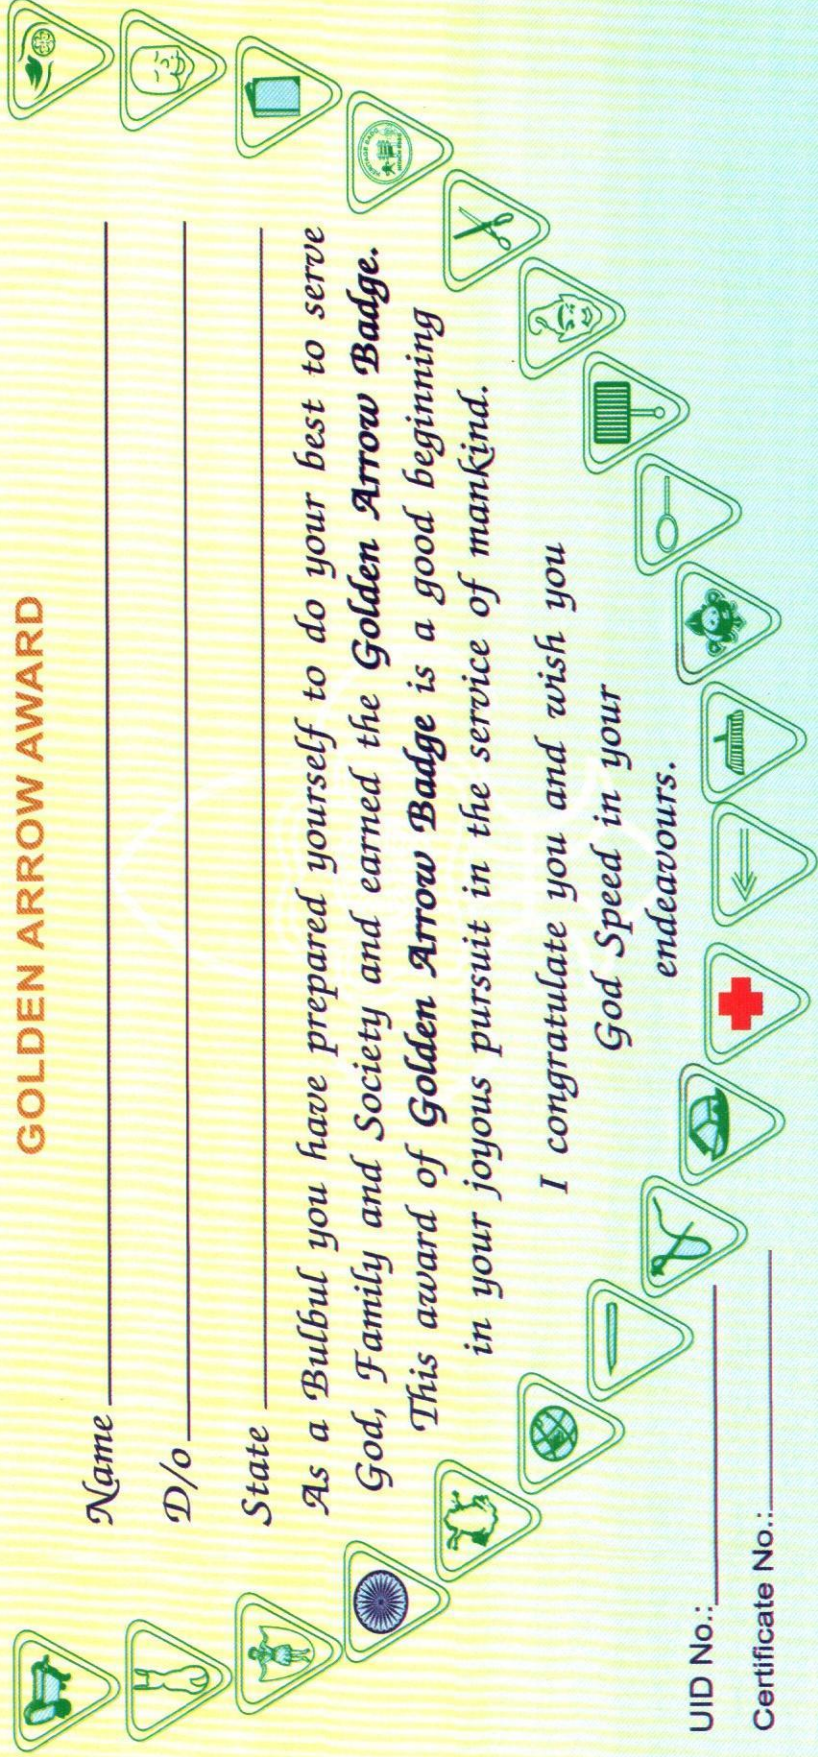 GOLDEN ARROW AWARD
Name
D/o
State
As a Bulbul you have prepared yourself to do your best to serve
God, Family and Society and earned the Golden Arrow Badge.
This award of Golden Arrow Badge is a good beginning
in your joyous pursuit in the service of mankind.
I congratulate you and wish you
God Speed in your
endeavours.
UID No.:
Certificate No.: